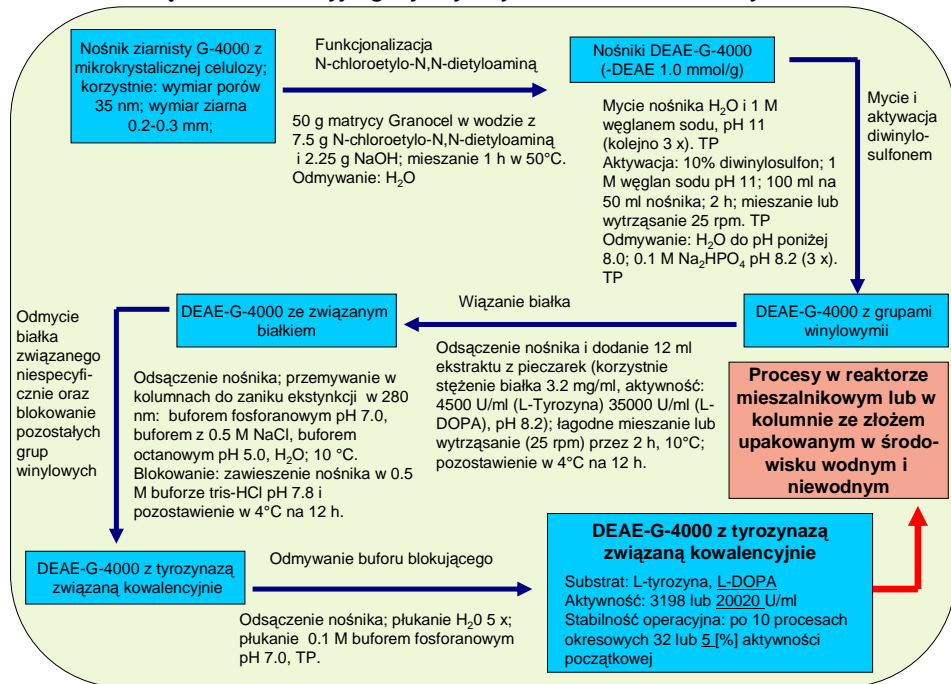 Nośnik ziarnisty G-4000 z
mikrokrystalicznej celulozy;
korzystnie: wymiar porów
35 nm; wymiar ziarna
0.2-0.3 mm;
Funkcjonalizacja
N-chloroetylo-N,N-dietyloaminą
50 g matrycy Granocel w wodzie z
7.5 g N-chloroetylo-N,N-dietyloaminą
i 2.25 g NaOH; mieszanie 1 h w 50°C.
Odmywanie: H2O
Nośniki DEAE-G-4000
(-DEAE 1.0 mmol/g)
Mycie nośnika H2O i 1 M
węglanem sodu, pH 11
(kolejno 3 x). TP
Aktywacja: 10% diwinylosulfon; 1
M węglan sodu pH 11; 100 ml na
50 ml nośnika; 2 h; mieszanie lub
wytrząsanie 25 rpm. TP
Odmywanie: H2O do pH poniżej
8.0; 0.1 M Na2HPO4 pH 8.2 (3 x).
TP
Mycie i
aktywacja
diwinylo-
sulfonem
DEAE-G-4000 z grupami
winylowymii
Wiązanie białka
Odsączenie nośnika i dodanie 12 ml
ekstraktu z pieczarek (korzystnie
stężenie białka 3.2 mg/ml, aktywność:
4500 U/ml (L-Tyrozyna) 35000 U/ml (L-
DOPA), pH 8.2); łagodne mieszanie lub
wytrząsanie (25 rpm) przez 2 h, 10°C;
pozostawienie w 4°C na 12 h.
DEAE-G-4000 ze związanym
białkiem
Odsączenie nośnika; przemywanie w
kolumnach do zaniku ekstynkcji w 280
nm: buforem fosforanowym pH 7.0,
buforem z 0.5 M NaCl, buforem
octanowym pH 5.0, H2O; 10 °C.
Blokowanie: zawieszenie nośnika w 0.5
M buforze tris-HCl pH 7.8 i
pozostawienie w 4°C na 12 h.
Odmycie
białka
związanego
niespecyfi-
cznie oraz
blokowanie
pozostałych
grup
winylowych
DEAE-G-4000 z tyrozynazą
związaną kowalencyjnie
Odmywanie buforu blokującego
Odsączenie nośnika; płukanie H20 5 x;
płukanie 0.1 M buforem fosforanowym
pH 7.0, TP.
DEAE-G-4000 z tyrozynazą
związaną kowalencyjnie
Substrat: L-tyrozyna, L-DOPA
Aktywność: 3198 lub 20020 U/ml
Stabilność operacyjna: po 10 procesach
okresowych 32 lub 5 [%] aktywności
początkowej
Procesy w reaktorze
mieszalnikowym lub w
kolumnie ze złożem
upakowanym w środo-
wisku wodnym i
niewodnym